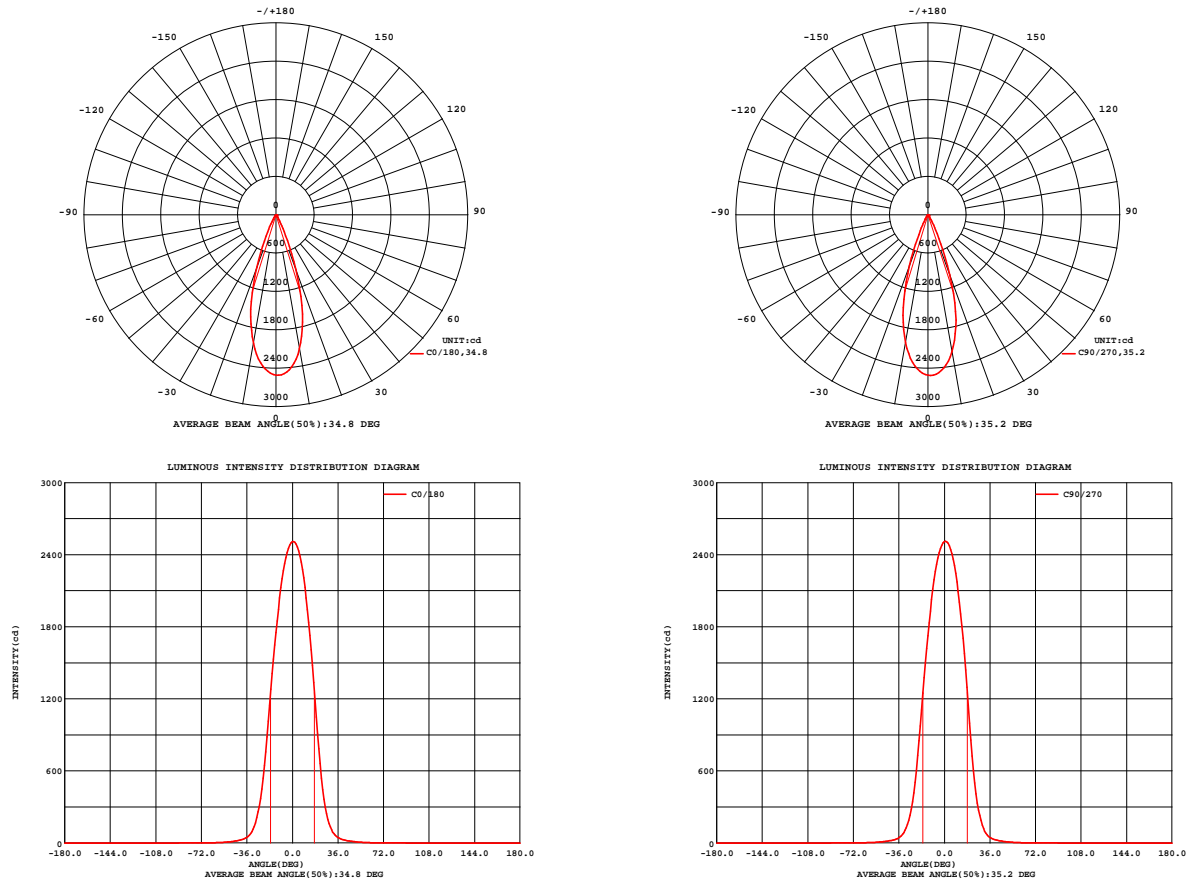 -/+180
-150 150
-120 120
-90 90
-60 60
-30 30
0
600
1200
1800
2400
3000
0
UNIT:cd
C0/180,34.8
AVERAGE BEAM ANGLE(50%):34.8 DEG
-/+180
-150 150
-120 120
-90 90
-60 60
-30 30
0
600
1200
1800
2400
3000
0
UNIT:cd
C90/270,35.2
AVERAGE BEAM ANGLE(50%):35.2 DEG
LUMINOUS INTENSITY DISTRIBUTION DIAGRAM
C0/180
INTENSITY(cd)
3000
2400
1800
1200
600
0
-180.0 -144.0 -108.0 -72.0 -36.0 0.0 36.0 72.0 108.0 144.0 180.0
ANGLE(DEG)
AVERAGE BEAM ANGLE(50%):34.8 DEG
LUMINOUS INTENSITY DISTRIBUTION DIAGRAM
C90/270
INTENSITY(cd)
3000
2400
1800
1200
600
0
-180.0 -144.0 -108.0 -72.0 -36.0 0.0 36.0 72.0 108.0 144.0 180.0
ANGLE(DEG)
AVERAGE BEAM ANGLE(50%):35.2 DEG